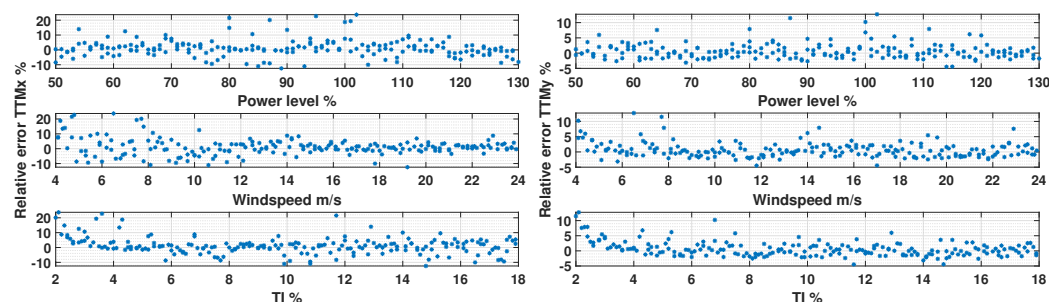 Relative error TTMx %
20
10
0
-10
50 60 70 80 90 100 110 120 130
Power level %
20
10
0
-10
4 6 8 10 12 14 16 18 20 22 24
Windspeed m/s
20
10
0
-10
2 4 6 8 10 12 14 16 18
TI %
Relative error TTMy %
10
5
0
-5
50 60 70 80 90 100 110 120 130
Power level %
10
5
0
-5
4 6 8 10 12 14 16 18 20 22 24
Windspeed m/s
10
5
0
-5
2 4 6 8 10 12 14 16 18
TI %